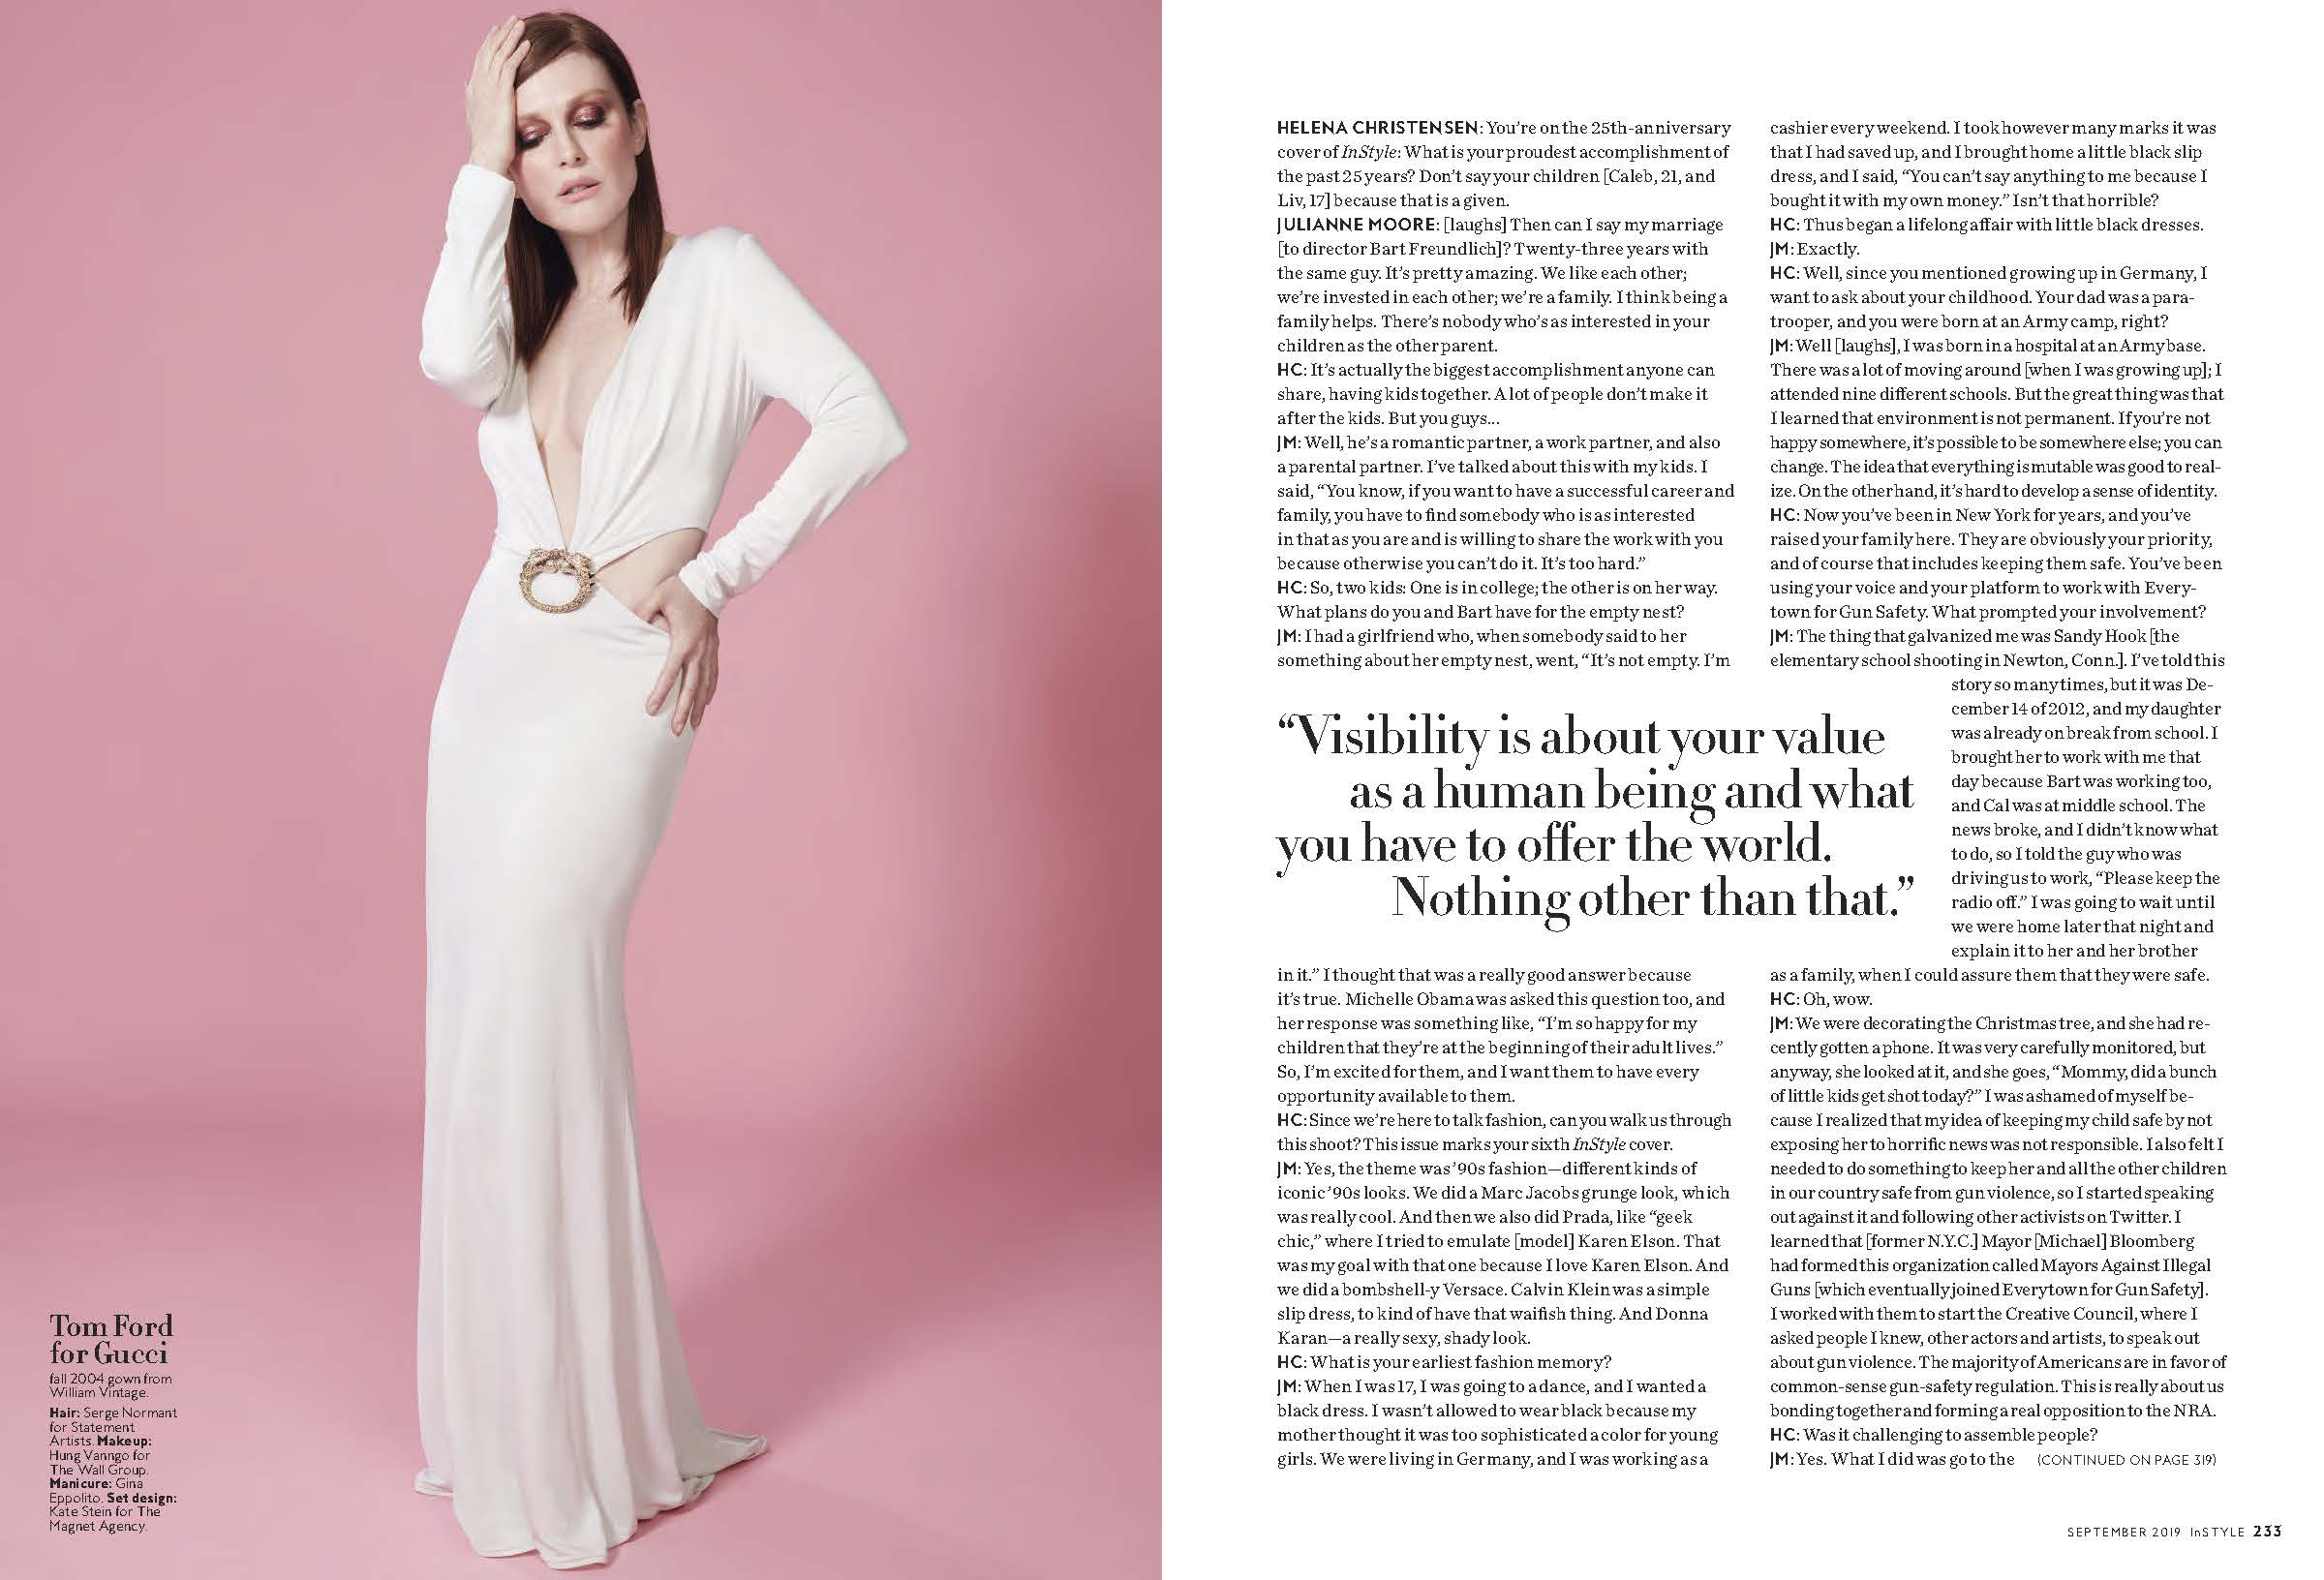 Tom Ford
for Gucci
fall 2004 gown from
William Vintage.
Hair: Serge Normant
for Statement
Artists. Makeup:
Hung Vanngo for
The Wall Group.
Manicure: Gina
Eppolito. Set design:
Kate Stein for The
Magnet Agency.
HELENA CHRISTENSEN: You’re on the 25th-anniversary
cover of InStyle: What is your proudest accomplishment of
the past 25 years? Don’t say your children [Caleb, 21, and
Liv, 17] because that is a given.
JULIANNE MOORE: [laughs] Then can I say my marriage
[to director Bart Freundlich]? Twenty-three years with
the same guy. It’s pretty amazing. We like each other;
we’re invested in each other; we’re a family. I think being a
family helps. There’s nobody who’s as interested in your
children as the other parent.
HC: It’s actually the biggest accomplishment anyone can
share, having kids together. A lot of people don’t make it
after the kids. But you guys...
JM: Well, he’s a romantic partner, a work partner, and also
a parental partner. I’ve talked about this with my kids. I
said, “You know, if you want to have a successful career and
family, you have to find somebody who is as interested
in that as you are and is willing to share the work with you
because otherwise you can’t do it. It’s too hard.”
HC: So, two kids: One is in college; the other is on her way.
What plans do you and Bart have for the empty nest?
JM: I had a girlfriend who, when somebody said to her
something about her empty nest, went, “It’s not empty. I’m
“Visibility is about your value
as a human being and what
you have to offer the world.
Nothing other than that.”
in it.” I thought that was a really good answer because
it’s true. Michelle Obama was asked this question too, and
her response was something like, “I’m so happy for my
children that they’re at the beginning of their adult lives.”
So, I’m excited for them, and I want them to have every
opportunity available to them.
HC: Since we’re here to talk fashion, can you walk us through
this shoot? This issue marks your sixth InStyle cover.
JM: Yes, the theme was ’90s fashion—different kinds of
iconic ’90s looks. We did a Marc Jacobs grunge look, which
was really cool. And then we also did Prada, like “geek
chic,” where I tried to emulate [model] Karen Elson. That
was my goal with that one because I love Karen Elson. And
we did a bombshell-y Versace. Calvin Klein was a simple
slip dress, to kind of have that waifish thing. And Donna
Karan—a really sexy, shady look.
HC: What is your earliest fashion memory?
JM: When I was 17, I was going to a dance, and I wanted a
black dress. I wasn’t allowed to wear black because my
mother thought it was too sophisticated a color for young
girls. We were living in Germany, and I was working as a
cashier every weekend. I took however many marks it was
that I had saved up, and I brought home a little black slip
dress, and I said, “You can’t say anything to me because I
bought it with my own money.” Isn’t that horrible?
HC: Thus began a lifelong affair with little black dresses.
JM: Exactly.
HC: Well, since you mentioned growing up in Germany, I
want to ask about your childhood. Your dad was a para-
trooper, and you were born at an Army camp, right?
JM: Well [laughs], I was born in a hospital at an Army base.
There was a lot of moving around [when I was growing up]; I
attended nine different schools. But the great thing was that
I learned that environment is not permanent. If you’re not
happy somewhere, it’s possible to be somewhere else; you can
change. The idea that everything is mutable was good to real-
ize. On the other hand, it’s hard to develop a sense of identity.
HC: Now you’ve been in New York for years, and you’ve
raised your family here. They are obviously your priority,
and of course that includes keeping them safe. You’ve been
using your voice and your platform to work with Every-
town for Gun Safety. What prompted your involvement?
JM: The thing that galvanized me was Sandy Hook [the
elementary school shooting in Newton, Conn.]. I’ve told this
story so many times, but it was De-
cember 14 of 2012, and my daughter
was already on break from school. I
brought her to work with me that
day because Bart was working too,
and Cal was at middle school. The
news broke, and I didn’t know what
to do, so I told the guy who was
driving us to work, “Please keep the
radio off.” I was going to wait until
we were home later that night and
explain it to her and her brother
as a family, when I could assure them that they were safe.
HC: Oh, wow.
JM: We were decorating the Christmas tree, and she had re-
cently gotten a phone. It was very carefully monitored, but
anyway, she looked at it, and she goes, “Mommy, did a bunch
of little kids get shot today?” I was ashamed of myself be-
cause I realized that my idea of keeping my child safe by not
exposing her to horrific news was not responsible. I also felt I
needed to do something to keep her and all the other children
in our country safe from gun violence, so I started speaking
out against it and following other activists on Twitter. I
learned that [former N.Y.C.] Mayor [Michael] Bloomberg
had formed this organization called Mayors Against Illegal
Guns [which eventually joined Everytown for Gun Safety].
I worked with them to start the Creative Council, where I
asked people I knew, other actors and artists, to speak out
about gun violence. The majority of Americans are in favor of
common-sense gun-safety regulation. This is really about us
bonding together and forming a real opposition to the NRA.
HC: Was it challenging to assemble people?
JM: Yes. What I did was go to the (CONTINUED ON PAGE 319)
SEPTEMBER 2019 InSTYLE 233